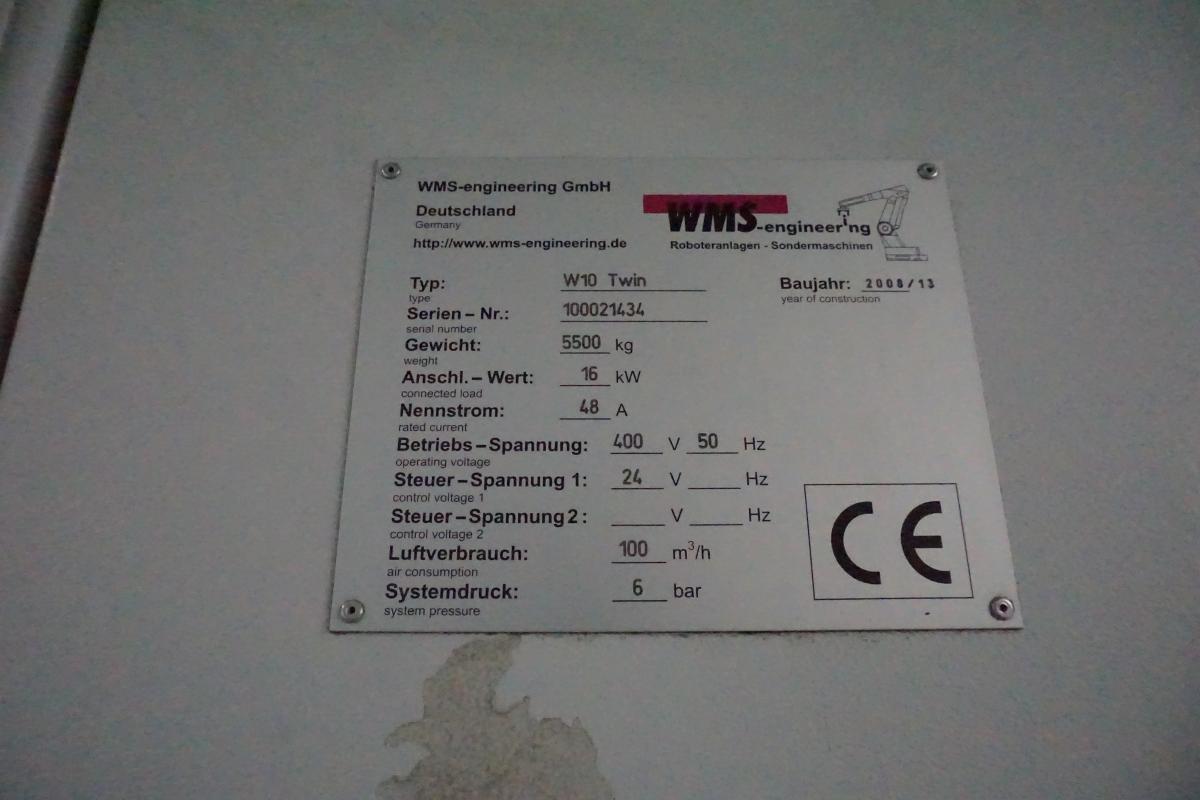 WMS-engineering GmbH
Deutschland
Germany
http://www.wms-engineering.de
WMS-engineering
Roboteranlagen - Sondermaschinen
Typ: W10 Twin
type
Baujahr: 2008/13
year of construction
Serien - Nr.: 100021434
serial number
Gewicht: 5500 kg
weight
Anschl. - Wert: 16 kW
connected load
Nennstrom: 48 A
rated current
Betriebs - Spannung: 400 V 50 Hz
operating voltage
Steuer - Spannung 1: 24 V ____ Hz
control voltage 1
Steuer - Spannung 2: ____ V ____ Hz
control voltage 2
Luftverbrauch: 100 m³/h
air consumption
Systemdruck: 6 bar
system pressure
CE